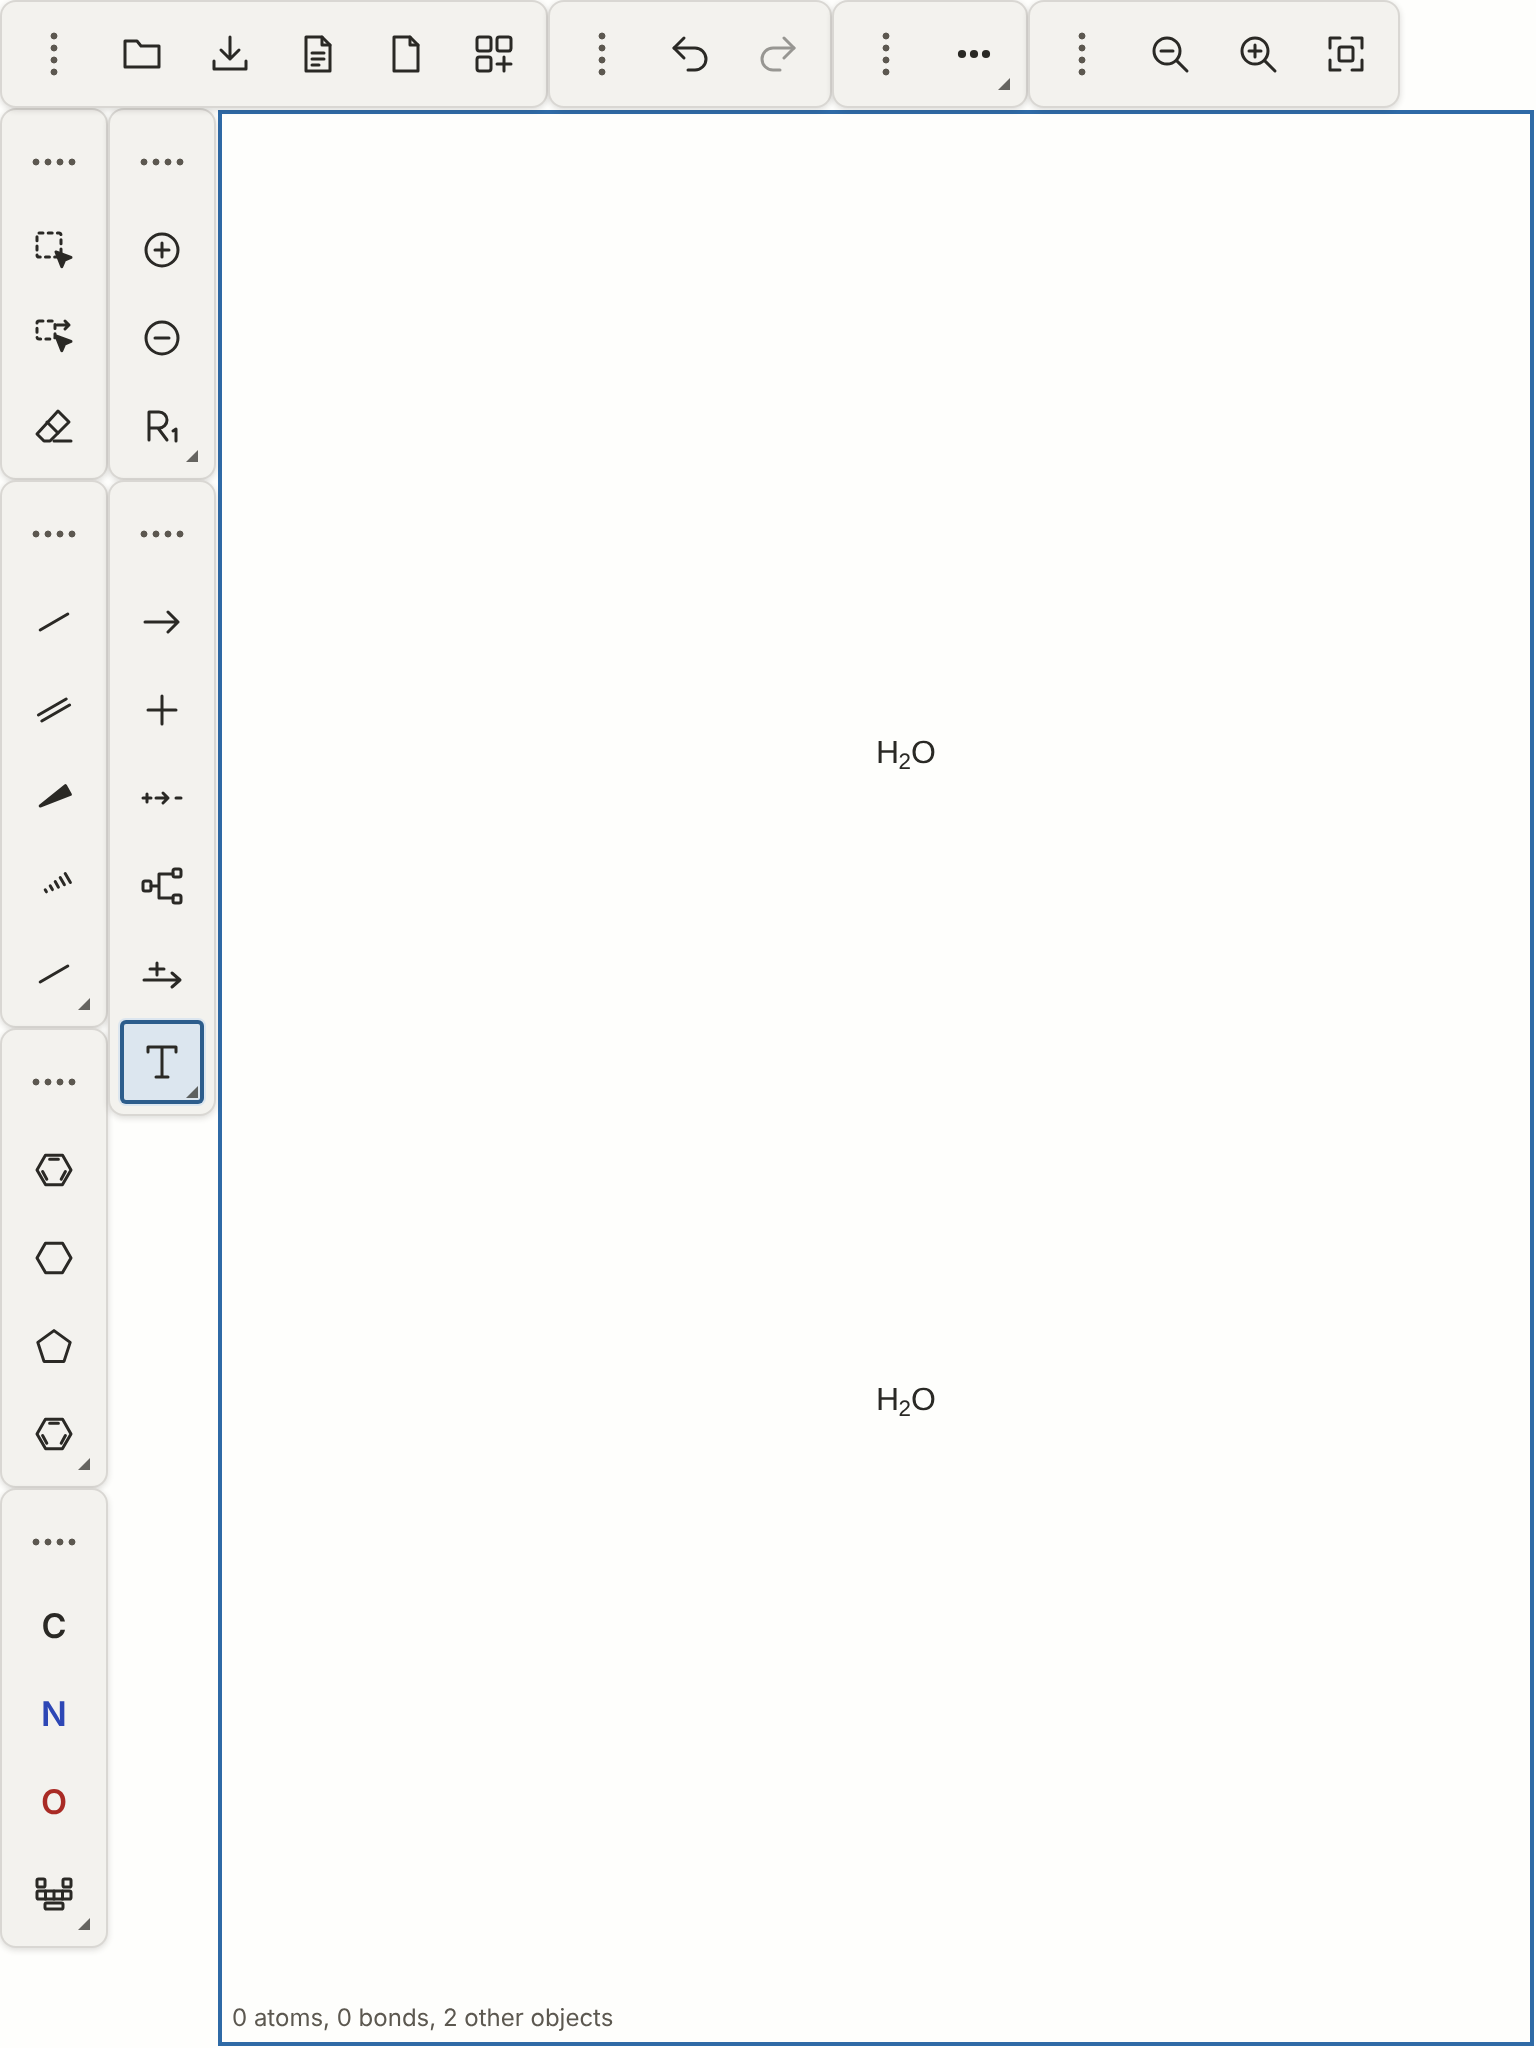 R₁
T
H₂O
H₂O
C
N
O
0 atoms, 0 bonds, 2 other objects